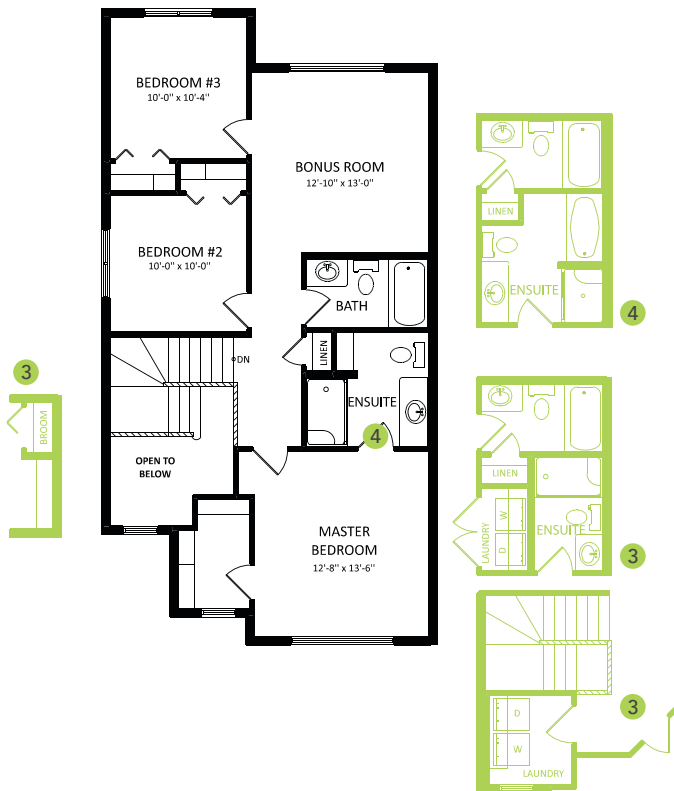 BEDROOM #3
10'-0" x 10'-4"
BONUS ROOM
12'-10" x 13'-0"
BEDROOM #2
10'-0" x 10'-0"
BATH
DN
LINEN
ENSUITE
4
OPEN TO
BELOW
MASTER
BEDROOM
12'-8" x 13'-6"
3
BROOM
LINEN
ENSUITE
4
LINEN
W
D
LAUNDRY
ENSUITE
3
3
D
W
LAUNDRY